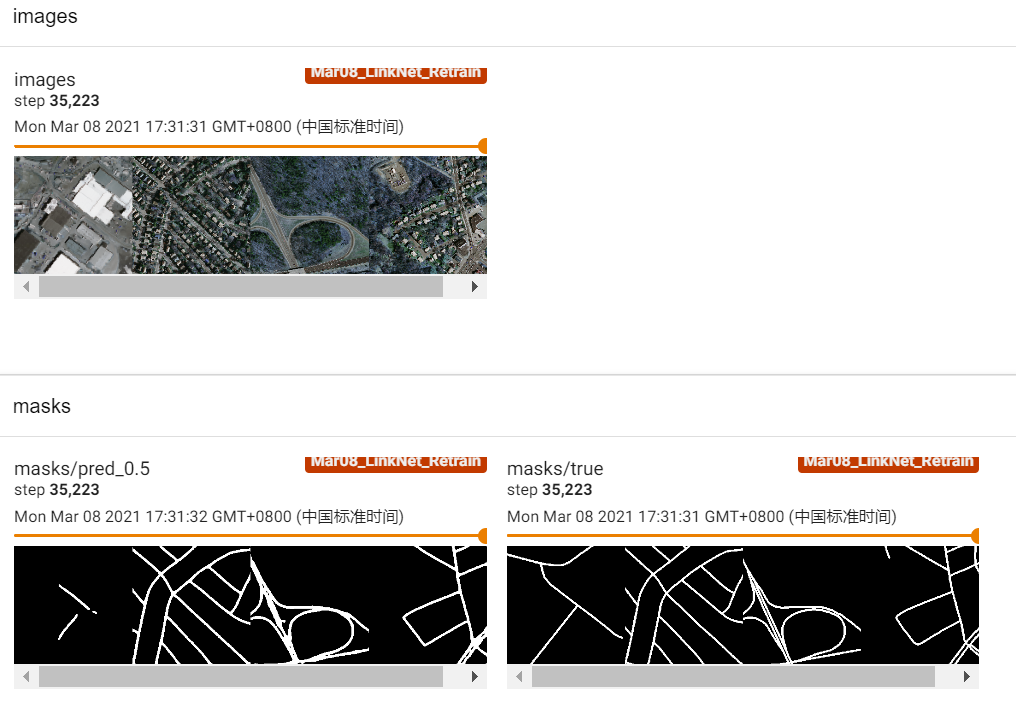 images
images
Mar08_LinkNet_Retrain
step 35,223
Mon Mar 08 2021 17:31:31 GMT+0800 (中国标准时间)
masks
masks/pred_0.5
Mar08_LinkNet_Retrain
step 35,223
Mon Mar 08 2021 17:31:32 GMT+0800 (中国标准时间)
masks/true
Mar08_LinkNet_Retrain
step 35,223
Mon Mar 08 2021 17:31:31 GMT+0800 (中国标准时间)